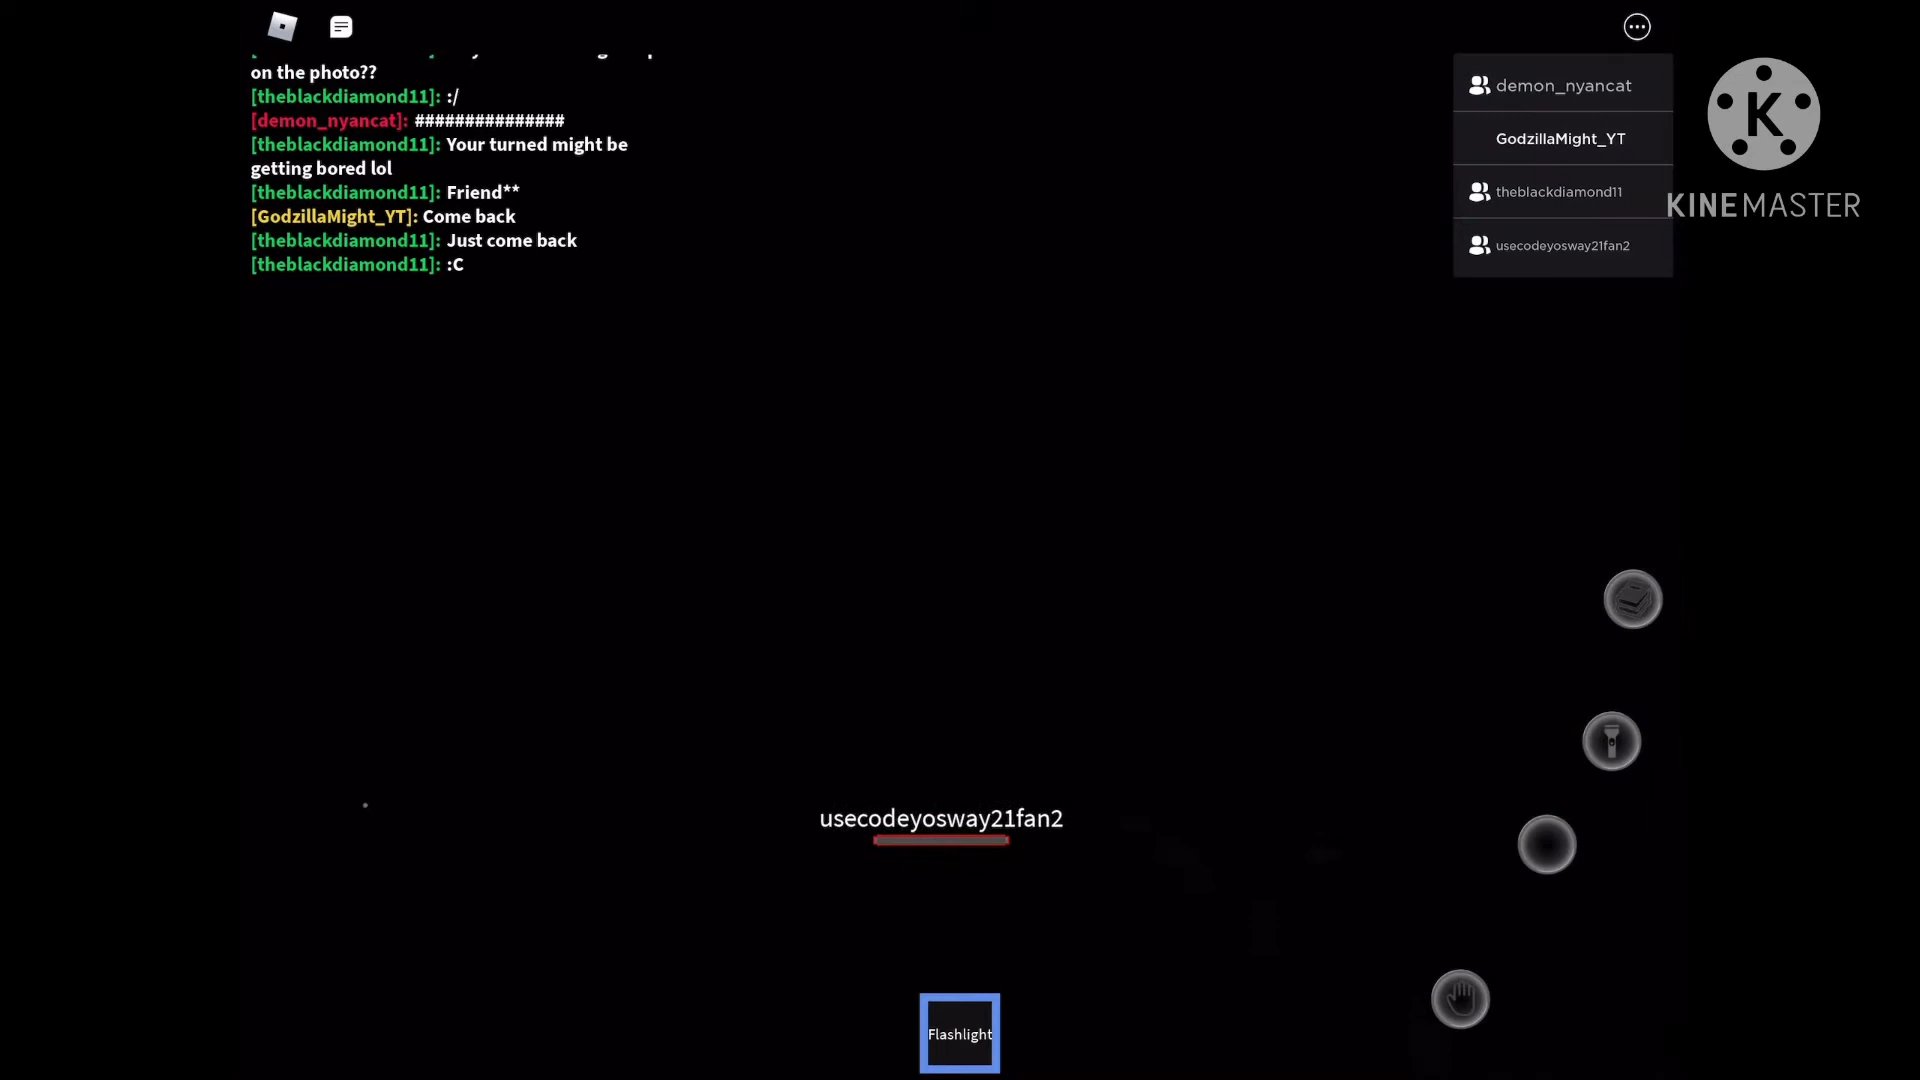 on the photo??
[theblackdiamond11]: :/
[demon_nyancat]: ###############
[theblackdiamond11]: Your turned might be
getting bored lol
[theblackdiamond11]: Friend**
[GodzillaMight_YT]: Come back
[theblackdiamond11]: Just come back
[theblackdiamond11]: :C
demon_nyancat
GodzillaMight_YT
theblackdiamond11
usecodeyosway21fan2
K
KINEMASTER
usecodeyosway21fan2
Flashlight